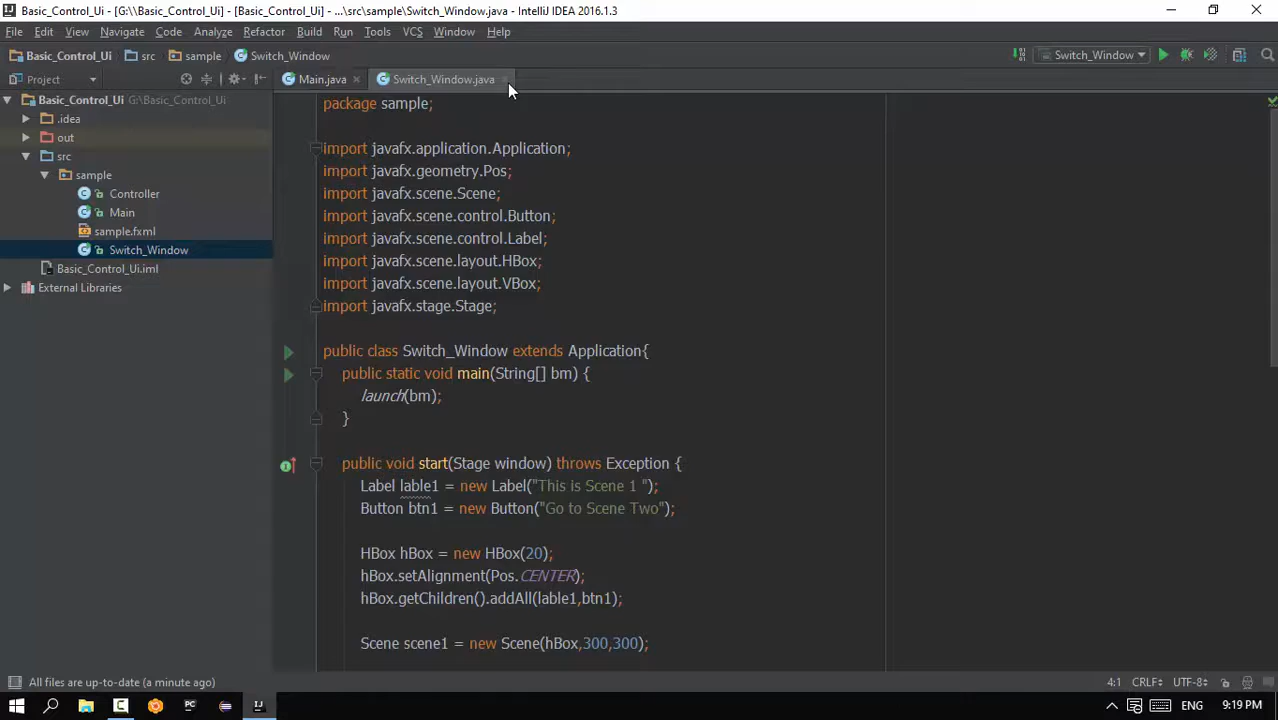 Basic_Control_Ui - [G:\\Basic_Control_Ui] - [Basic_Control_Ui] - ...\src\sample\Switch_Window.java - IntelliJ IDEA 2016.1.3
File Edit View Navigate Code Analyze Refactor Build Run Tools VCS Window Help
Basic_Control_Ui src sample Switch_Window
Switch_Window
Project
Main.java Switch_Window.java
Basic_Control_Ui G:\Basic_Control_Ui
.idea
out
src
sample
Controller
Main
sample.fxml
Switch_Window
Basic_Control_Ui.iml
External Libraries
package sample;
import javafx.application.Application;
import javafx.geometry.Pos;
import javafx.scene.Scene;
import javafx.scene.control.Button;
import javafx.scene.control.Label;
import javafx.scene.layout.HBox;
import javafx.scene.layout.VBox;
import javafx.stage.Stage;
public class Switch_Window extends Application{
public static void main(String[] bm) {
launch(bm);
}
public void start(Stage window) throws Exception {
Label lable1 = new Label("This is Scene 1 ");
Button btn1 = new Button("Go to Scene Two");
HBox hBox = new HBox(20);
hBox.setAlignment(Pos.CENTER);
hBox.getChildren().addAll(lable1,btn1);
Scene scene1 = new Scene(hBox,300,300);
All files are up-to-date (a minute ago)
4:1 CRLF UTF-8
ENG 9:19 PM